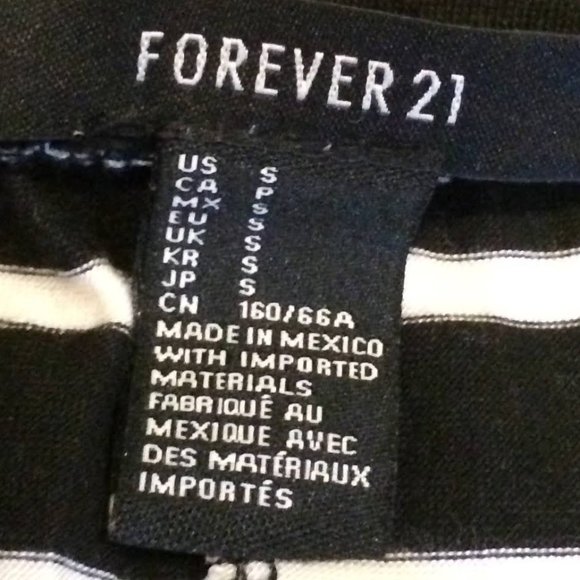 FOREVER 21
US S
CA P
MX S
EU S
UK S
KR S
JP S
CN 160/66A
MADE IN MEXICO
WITH IMPORTED
MATERIALS
FABRIQUÉ AU
MEXIQUE AVEC
DES MATÉRIAUX
IMPORTÉS